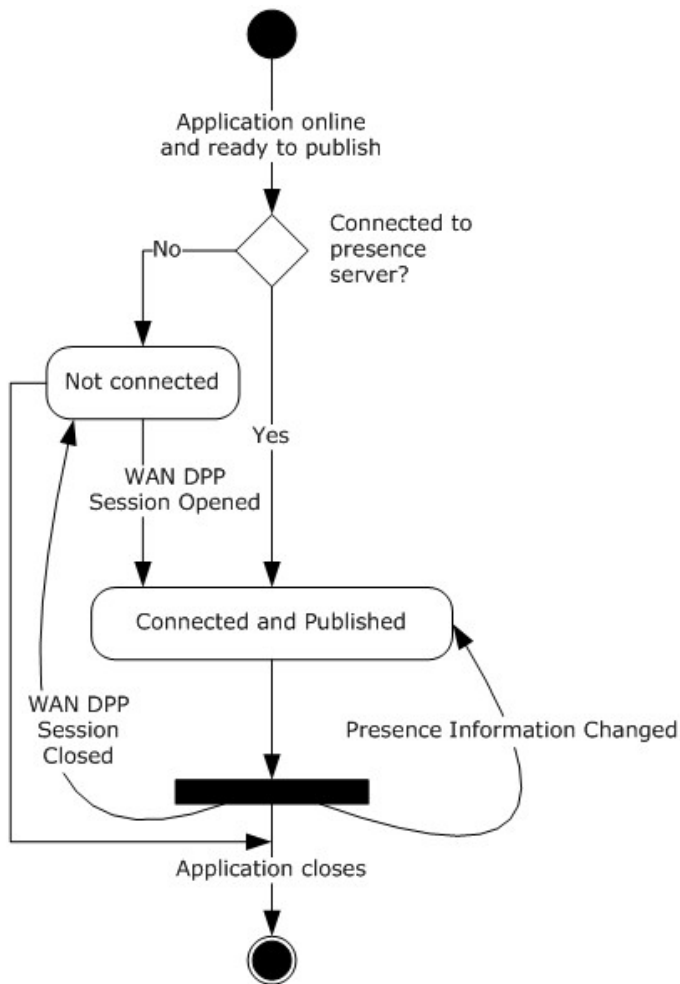 Application online
and ready to publish
Connected to
presence
server?
No
Not connected
Yes
WAN DPP
Session Opened
Connected and Published
WAN DPP
Session
Closed
Presence Information Changed
Application closes